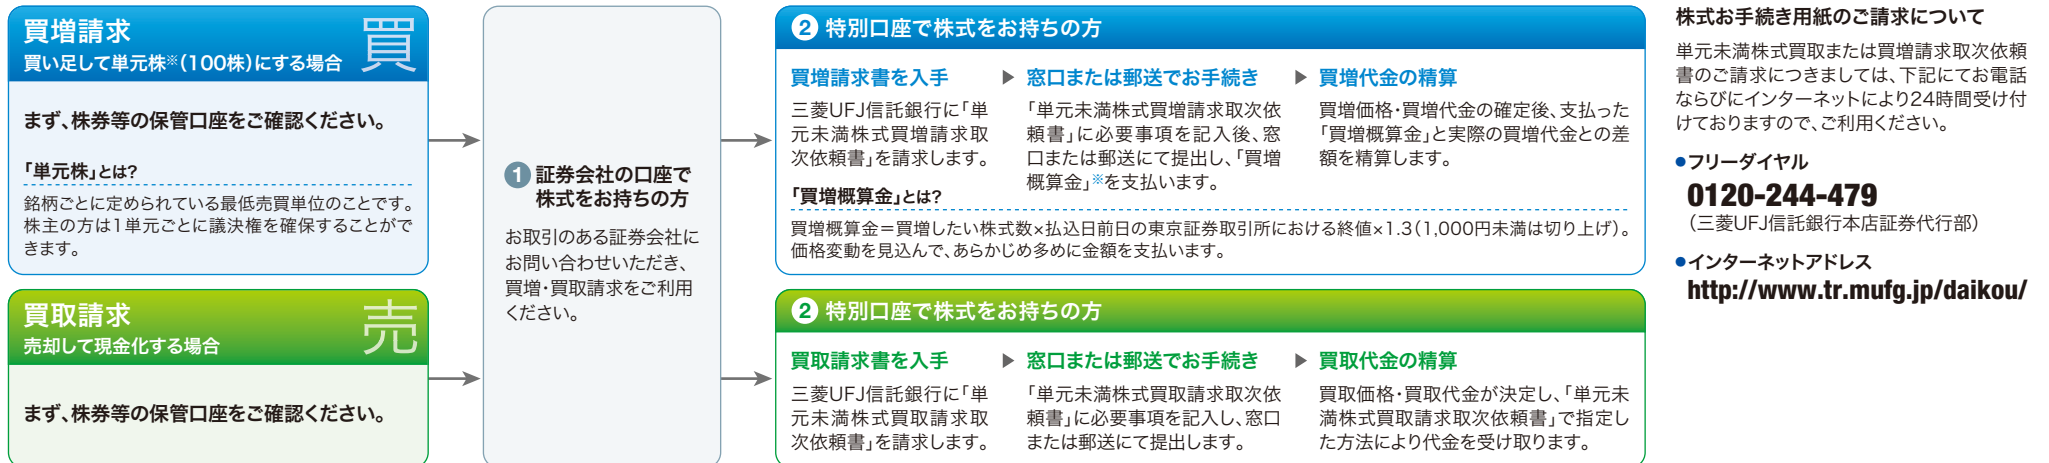 買増請求
買い足して単元株※(100株)にする場合
買
まず、株券等の保管口座をご確認ください。
「単元株」とは?
銘柄ごとに定められている最低売買単位のことです。
株主の方は1単元ごとに議決権を確保することがで
きます。
買取請求
売却して現金化する場合
売
まず、株券等の保管口座をご確認ください。
1 証券会社の口座で
株式をお持ちの方
お取引のある証券会社に
お問い合わせいただき、
買増・買取請求をご利用
ください。
2 特別口座で株式をお持ちの方
買増請求書を入手
三菱UFJ信託銀行に「単
元未満株式買増請求取
次依頼書」を請求します。
▶ 窓口または郵送でお手続き
「単元未満株式買増請求取次依
頼書」に必要事項を記入後、窓
口または郵送にて提出し、「買増
概算金」※を支払います。
▶ 買増代金の精算
買増価格・買増代金の確定後、支払った
「買増概算金」と実際の買増代金との差
額を精算します。
「買増概算金」とは?
買増概算金=買増したい株式数×払込日前日の東京証券取引所における終値×1.3(1,000円未満は切り上げ)。
価格変動を見込んで、あらかじめ多めに金額を支払います。
2 特別口座で株式をお持ちの方
買取請求書を入手
三菱UFJ信託銀行に「単
元未満株式買取請求取
次依頼書」を請求します。
▶ 窓口または郵送でお手続き
「単元未満株式買取請求取次依
頼書」に必要事項を記入し、窓口
または郵送にて提出します。
▶ 買取代金の精算
買取価格・買取代金が決定し、「単元未
満株式買取請求取次依頼書」で指定し
た方法により代金を受け取ります。
株式お手続き用紙のご請求について
単元未満株式買取または買増請求取次依頼
書のご請求につきましては、下記にてお電話
ならびにインターネットにより24時間受け付
けておりますので、ご利用ください。
●フリーダイヤル
0120-244-479
(三菱UFJ信託銀行本店証券代行部)
●インターネットアドレス
http://www.tr.mufg.jp/daikou/